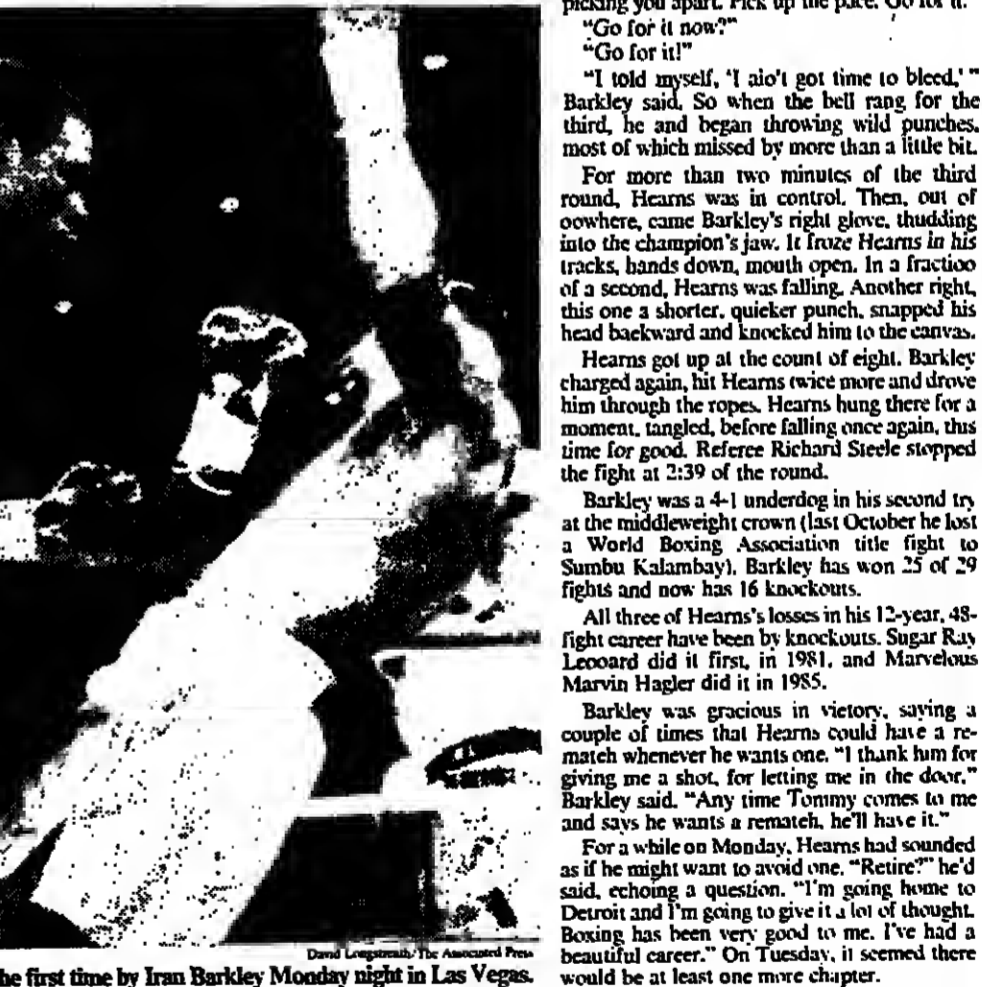 picking you apart. Pick up the pace. Go for it."
"Go for it now?"
"Go for it!"
"I told myself, 'I aio't got time to bleed,' "
Barkley said. So when the bell rang for the
third, he and began throwing wild punches,
most of which missed by more than a little bit.
For more than two minutes of the third
round, Hearns was in control. Then, out of
oowhere, came Barkley's right glove, thudding
into the champion's jaw. It froze Hearns in his
tracks, hands down, mouth open. In a fractioo
of a second, Hearns was falling. Another right,
this one a shorter, quieker punch, snapped his
head backward and knocked him to the canvas.
Hearns got up at the count of eight. Barkley
charged again, hit Hearns twice more and drove
him through the ropes. Hearns hung there for a
moment, tangled, before falling once again, this
time for good. Referee Richard Steele stopped
the fight at 2:39 of the round.
Barkley was a 4-1 underdog in his second try
at the middleweight crown (last October he lost
a World Boxing Association title fight to
Sumbu Kalambay). Barkley has won 25 of 29
fights and now has 16 knockouts.
All three of Hearns's losses in his 12-year, 48-
fight career have been by knockouts. Sugar Ray
Leooard did it first, in 1981, and Marvelous
Marvin Hagler did it in 1985.
Barkley was gracious in vietory, saying a
couple of times that Hearns could have a re-
match whenever he wants one. "I thank him for
giving me a shot, for letting me in the door,"
Barkley said. "Any time Tommy comes to me
and says he wants a remateh, he'll have it."
For a while on Monday, Hearns had sounded
as if he might want to avoid one. "Retire?" he'd
said, echoing a question. "I'm going home to
Detroit and I'm going to give it a lot of thought.
Boxing has been very good to me. I've had a
beautiful career." On Tuesday, it seemed there
would be at least one more chapter.
David Longstreath/The Associated Press
he first time by Iran Barkley Monday night in Las Vegas.